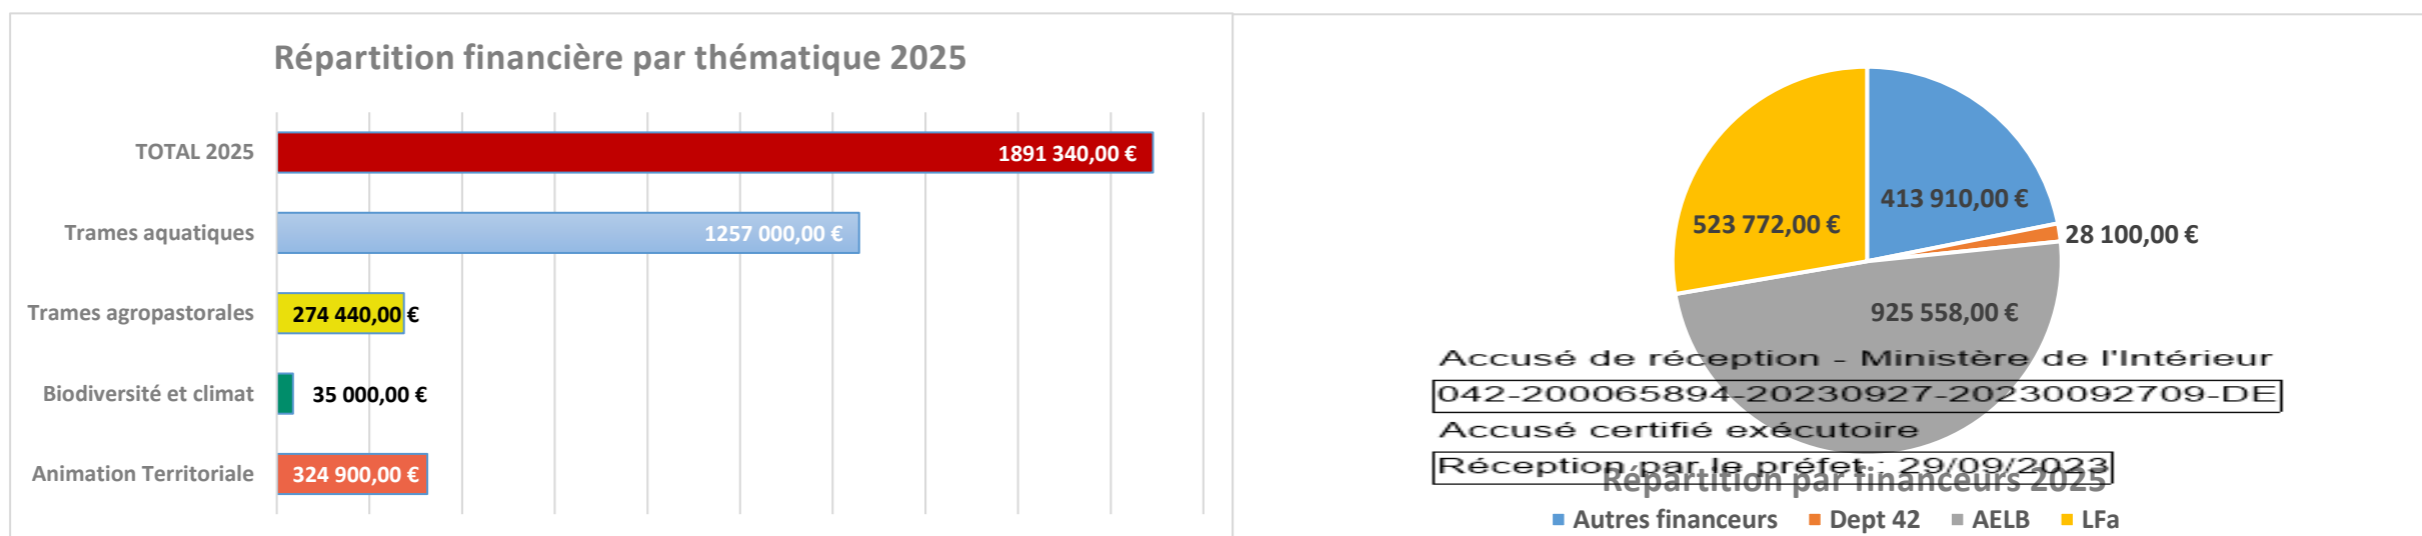 Répartition financière par thématique 2025
TOTAL 2025
1891 340,00 €
Trames aquatiques
1257 000,00 €
Trames agropastorales
274 440,00 €
Biodiversité et climat
35 000,00 €
Animation Territoriale
324 900,00 €
413 910,00 €
523 772,00 €
28 100,00 €
925 558,00 €
Accusé de réception - Ministère de l'Intérieur
042-200065894-20230927-20230092709-DE
Accusé certifié exécutoire
Réception par le préfet : 29/09/2023
Répartition par financeurs 2025
Autres financeurs Dept 42 AELB LFa